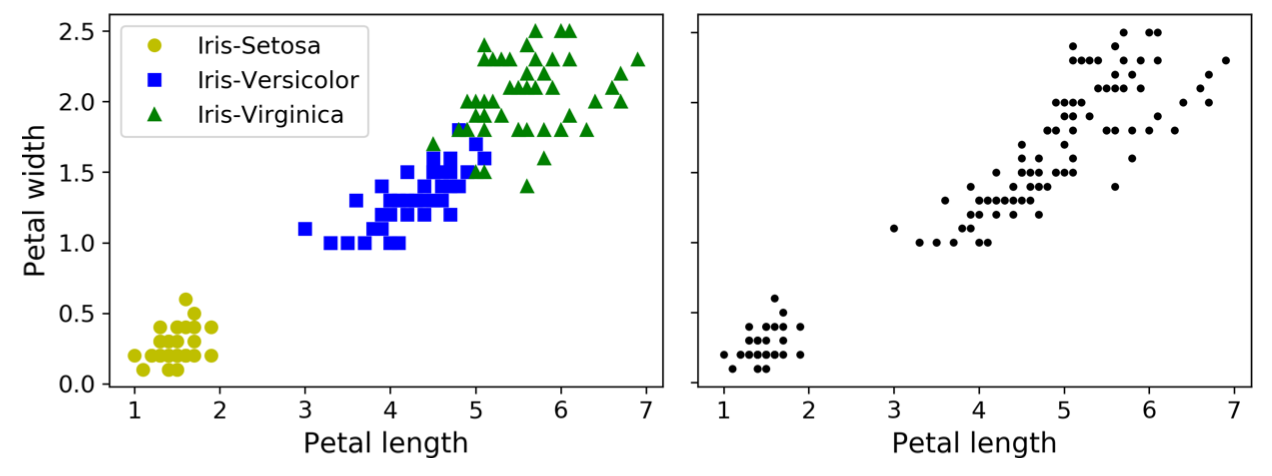 2.5
2.0
1.5
1.0
0.5
0.0
Petal width
Iris-Setosa
Iris-Versicolor
Iris-Virginica
1 2 3 4 5 6 7
Petal length
1 2 3 4 5 6 7
Petal length